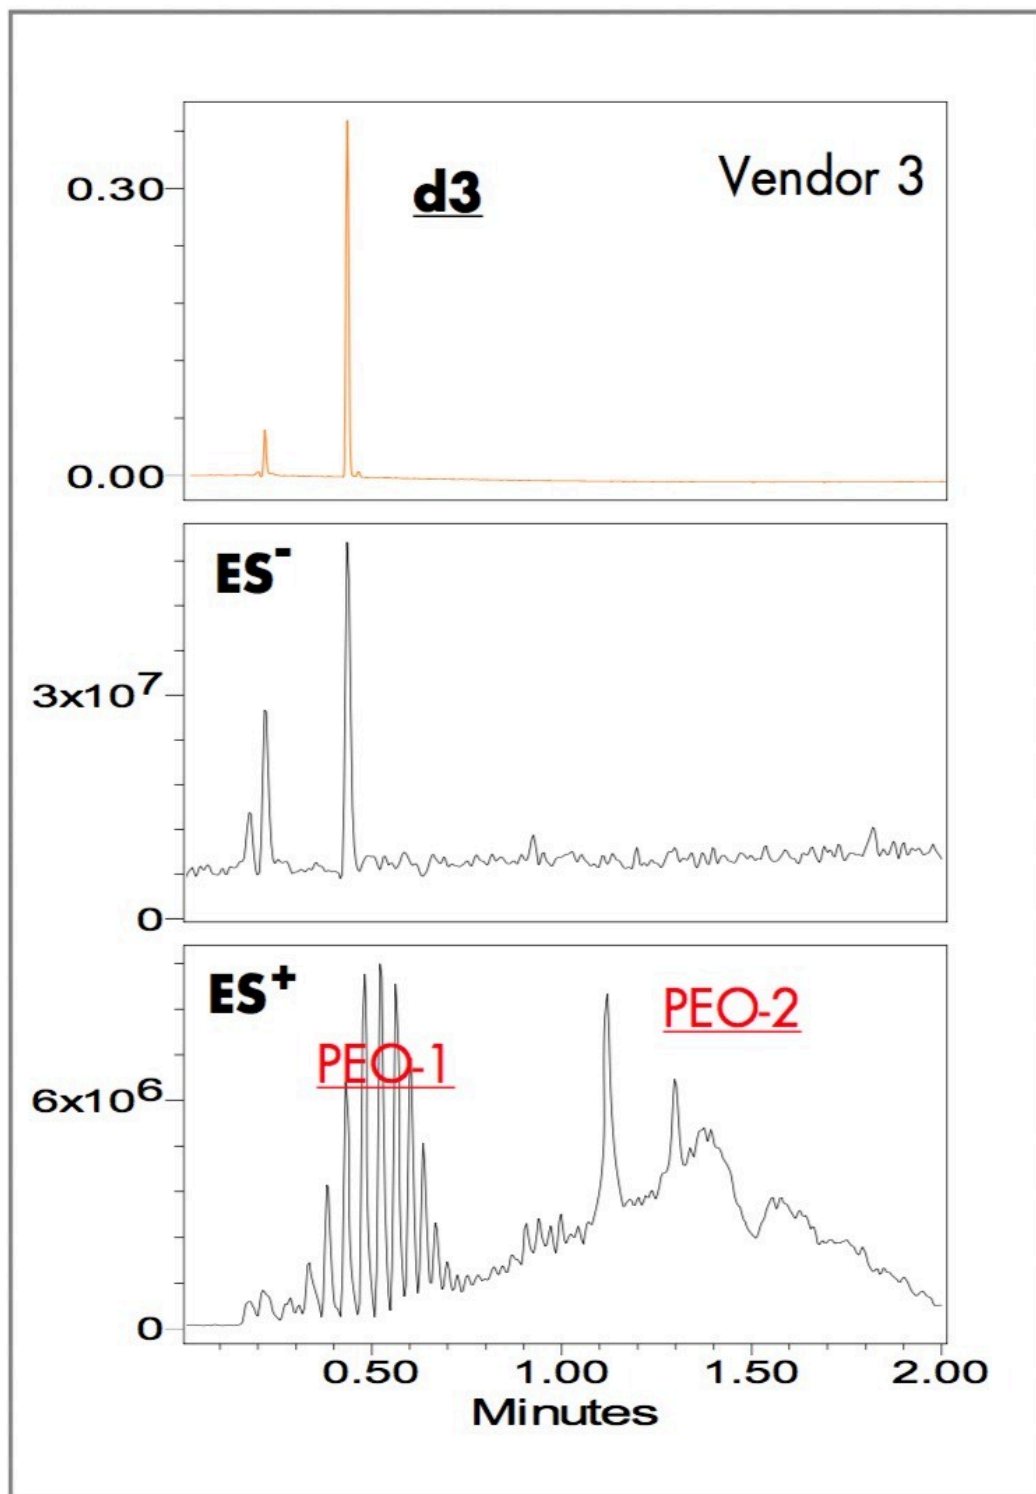 Vendor 3
d3
0.30
0.00
ES⁻
3x10⁷
0
ES⁺
PEO-2
PEO-1
6x10⁶
0
0.50 1.00 1.50 2.00
Minutes